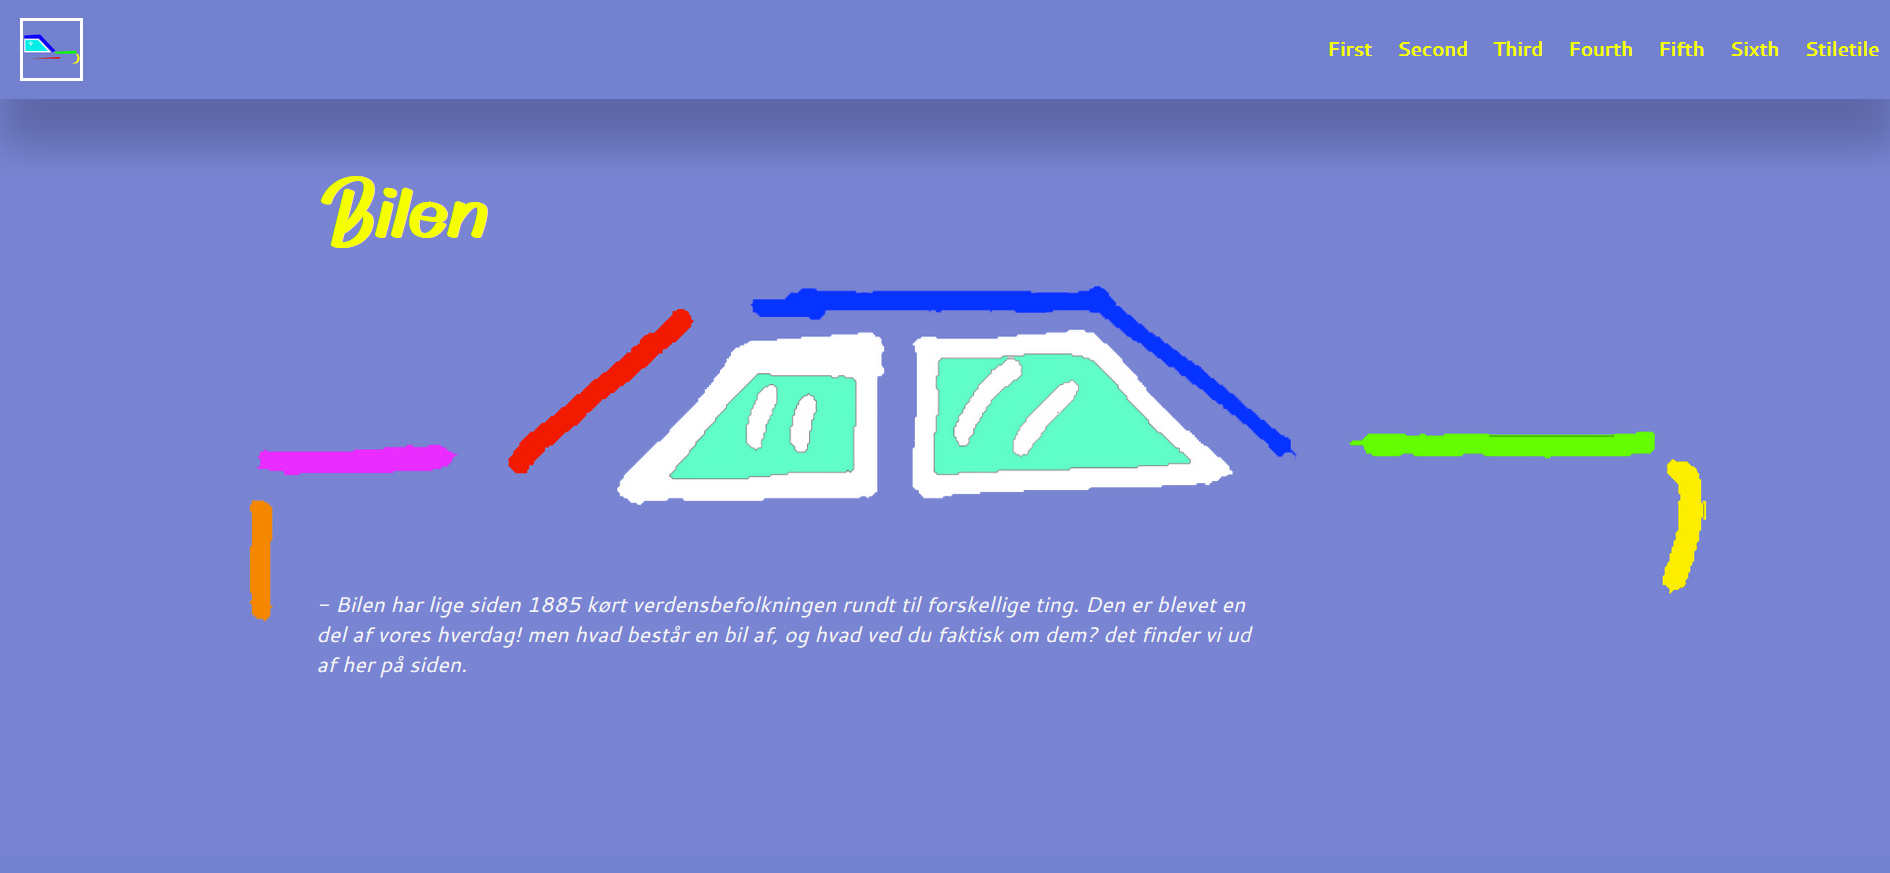 First Second Third Fourth Fifth Sixth Stiletile
Bilen
- Bilen har lige siden 1885 kørt verdensbefolkningen rundt til forskellige ting. Den er blevet en
del af vores hverdag! men hvad består en bil af, og hvad ved du faktisk om dem? det finder vi ud
af her på siden.